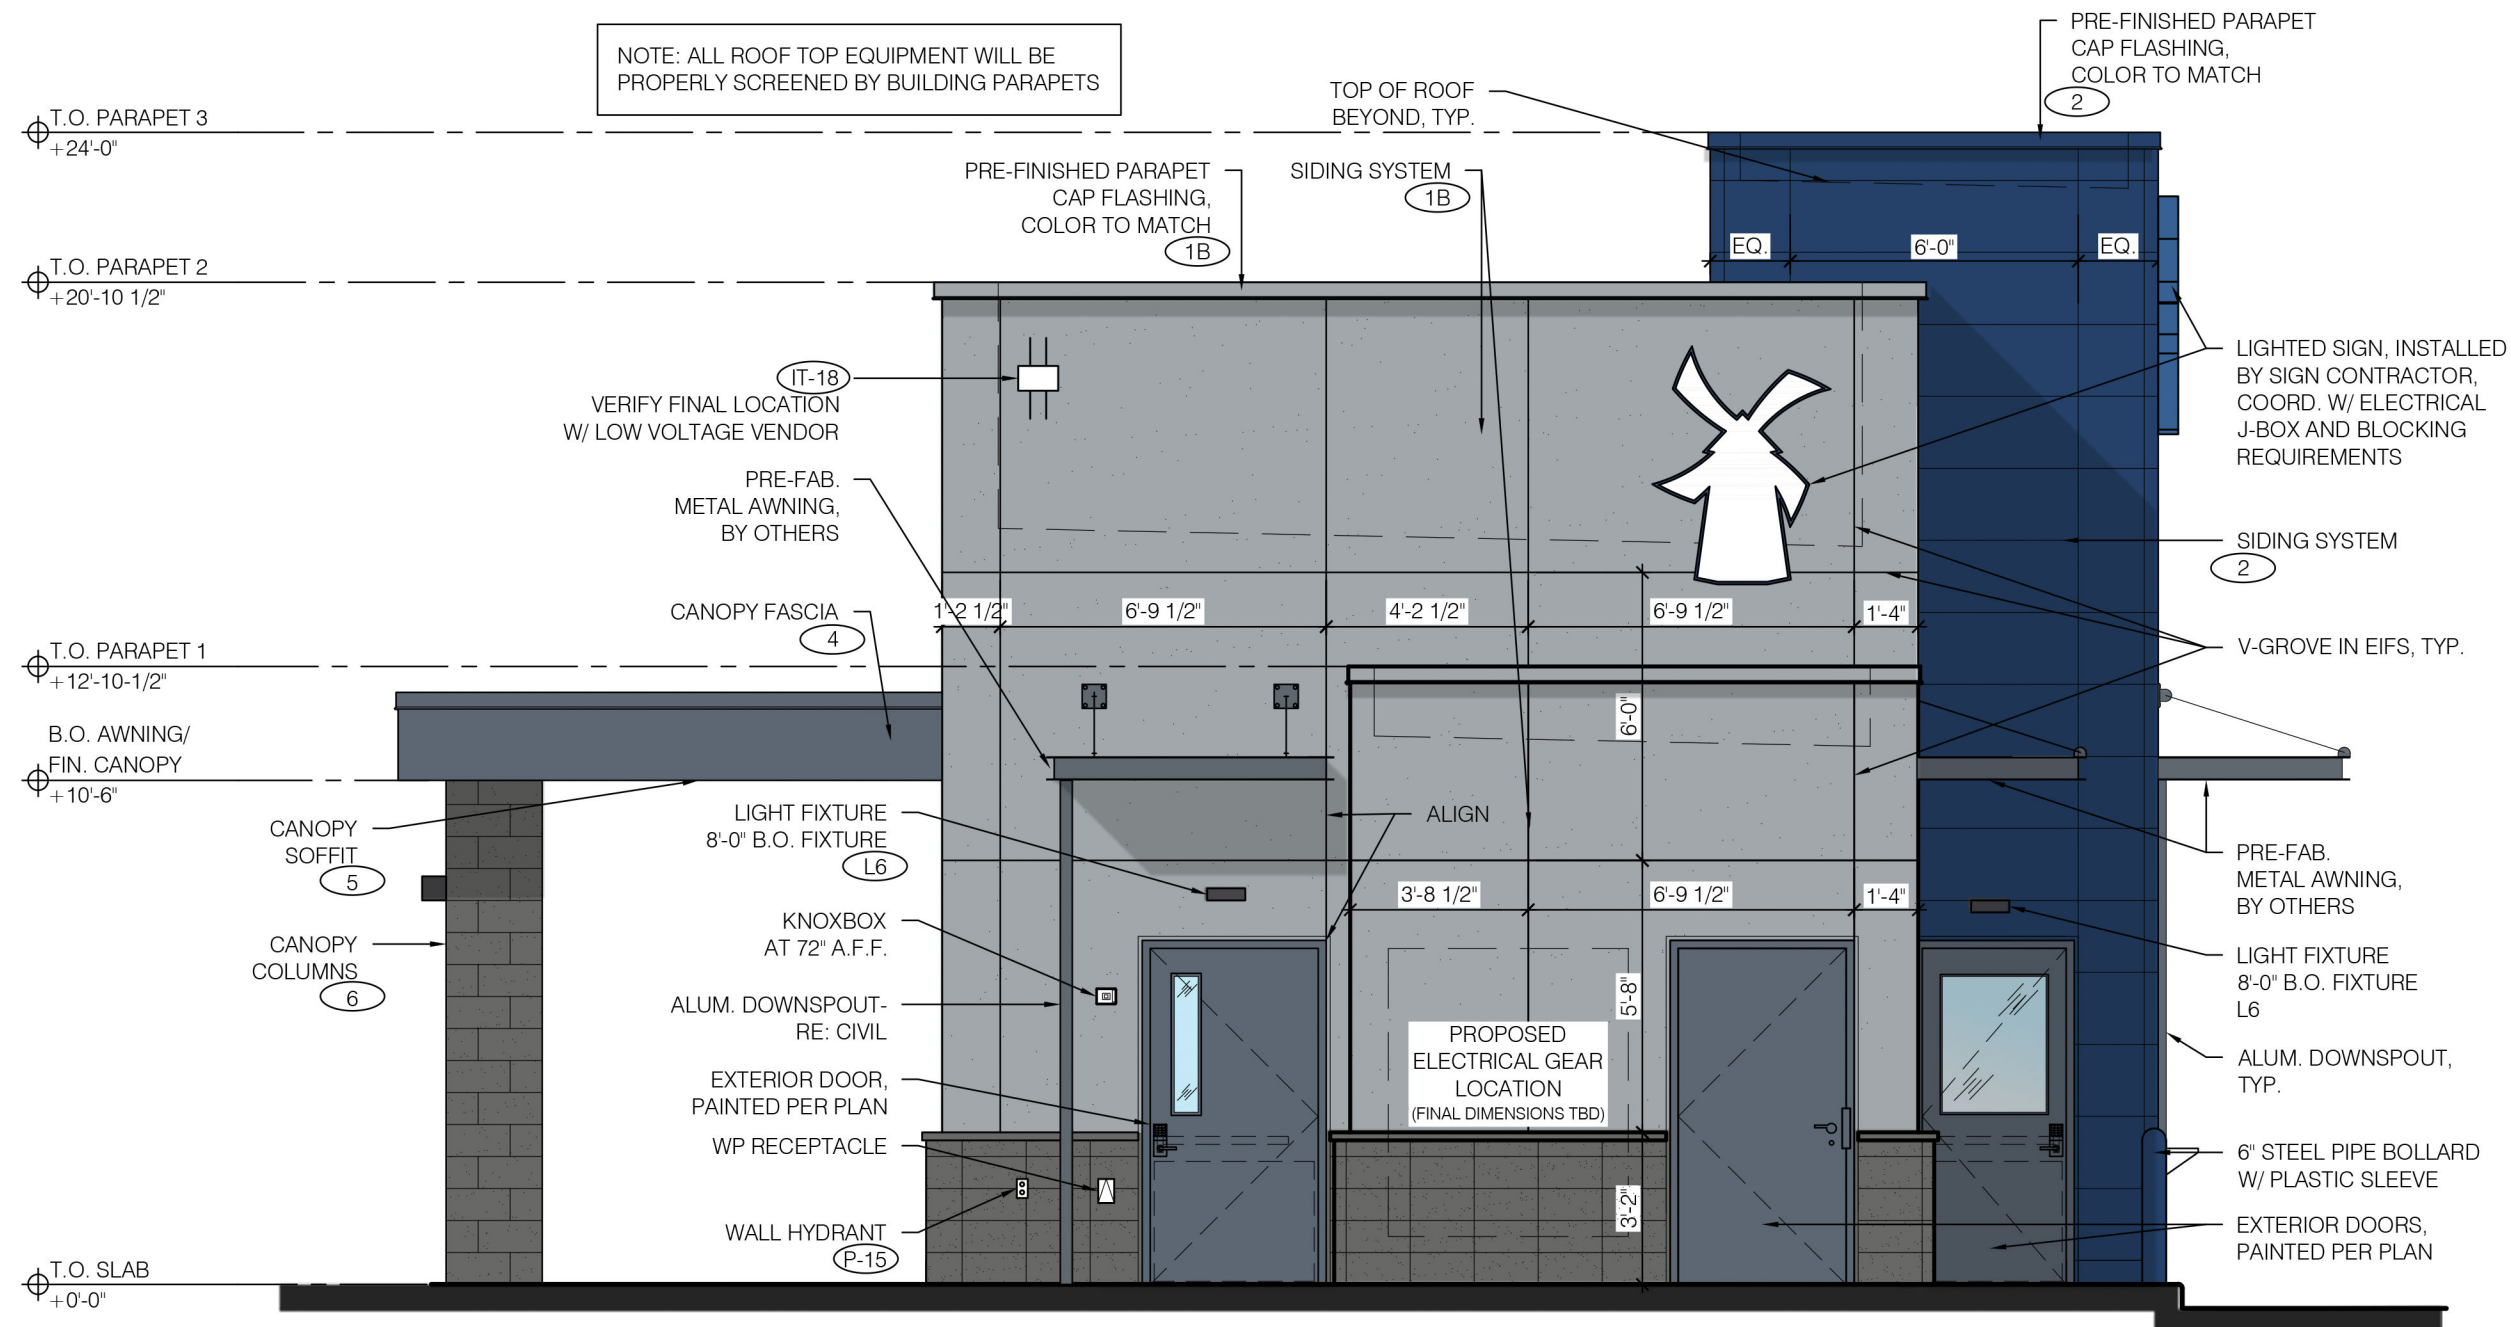 NOTE: ALL ROOF TOP EQUIPMENT WILL BE
PROPERLY SCREENED BY BUILDING PARAPETS
PRE-FINISHED PARAPET
CAP FLASHING,
COLOR TO MATCH
2
TOP OF ROOF
BEYOND, TYP.
T.O. PARAPET 3
+24'-0"
PRE-FINISHED PARAPET
CAP FLASHING,
COLOR TO MATCH
1B
SIDING SYSTEM
1B
EQ.
6'-0"
EQ.
T.O. PARAPET 2
+20'-10 1/2"
IT-18
VERIFY FINAL LOCATION
W/ LOW VOLTAGE VENDOR
LIGHTED SIGN, INSTALLED
BY SIGN CONTRACTOR,
COORD. W/ ELECTRICAL
J-BOX AND BLOCKING
REQUIREMENTS
PRE-FAB.
METAL AWNING,
BY OTHERS
SIDING SYSTEM
2
CANOPY FASCIA
4
1'-2 1/2"
6'-9 1/2"
4'-2 1/2"
6'-9 1/2"
1'-4"
V-GROVE IN EIFS, TYP.
T.O. PARAPET 1
+12'-10-1/2"
6'-0"
B.O. AWNING/
FIN. CANOPY
+10'-6"
CANOPY
SOFFIT
5
LIGHT FIXTURE
8'-0" B.O. FIXTURE
L6
ALIGN
3'-8 1/2"
6'-9 1/2"
1'-4"
PRE-FAB.
METAL AWNING,
BY OTHERS
CANOPY
COLUMNS
6
KNOXBOX
AT 72" A.F.F.
LIGHT FIXTURE
8'-0" B.O. FIXTURE
L6
ALUM. DOWNSPOUT-
RE: CIVIL
5'-8"
PROPOSED
ELECTRICAL GEAR
LOCATION
(FINAL DIMENSIONS TBD)
ALUM. DOWNSPOUT,
TYP.
EXTERIOR DOOR,
PAINTED PER PLAN
WP RECEPTACLE
6" STEEL PIPE BOLLARD
W/ PLASTIC SLEEVE
3'-2"
WALL HYDRANT
P-15
EXTERIOR DOORS,
PAINTED PER PLAN
T.O. SLAB
+0'-0"